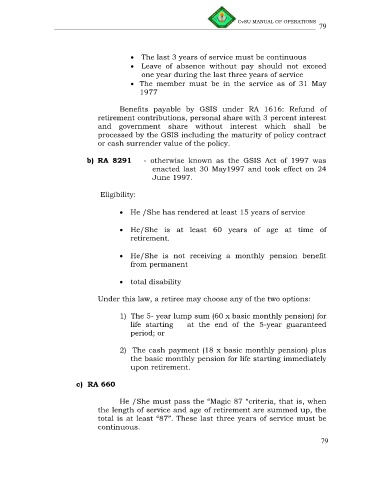 CvSU MANUAL OF OPERATIONS
79
• The last 3 years of service must be continuous
• Leave of absence without pay should not exceed
one year during the last three years of service
• The member must be in the service as of 31 May
1977
Benefits payable by GSIS under RA 1616: Refund of
retirement contributions, personal share with 3 percent interest
and government share without interest which shall be
processed by the GSIS including the maturity of policy contract
or cash surrender value of the policy.
b) RA 8291 - otherwise known as the GSIS Act of 1997 was
enacted last 30 May1997 and took effect on 24
June 1997.
Eligibility:
• He /She has rendered at least 15 years of service
• He/She is at least 60 years of age at time of
retirement.
• He/She is not receiving a monthly pension benefit
from permanent
• total disability
Under this law, a retiree may choose any of the two options:
1) The 5- year lump sum (60 x basic monthly pension) for
life starting at the end of the 5-year guaranteed
period; or
2) The cash payment (18 x basic monthly pension) plus
the basic monthly pension for life starting immediately
upon retirement.
c) RA 660
He /She must pass the “Magic 87 “criteria, that is, when
the length of service and age of retirement are summed up, the
total is at least “87”. These last three years of service must be
continuous.
79